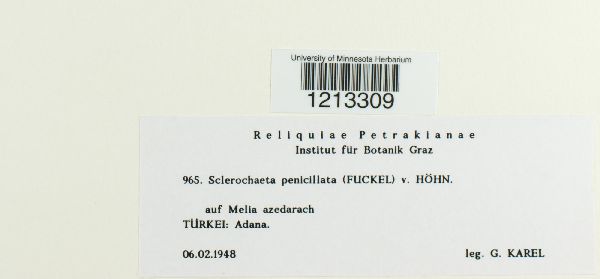 University of Minnesota Herbarium
1213309
Reliquiae Petrakianae
Institut für Botanik Graz
965. Sclerochaeta penicillata (FUCKEL) v. HÖHN.
auf Melia azedarach
TÜRKEI: Adana.
06.02.1948 leg. G. KAREL